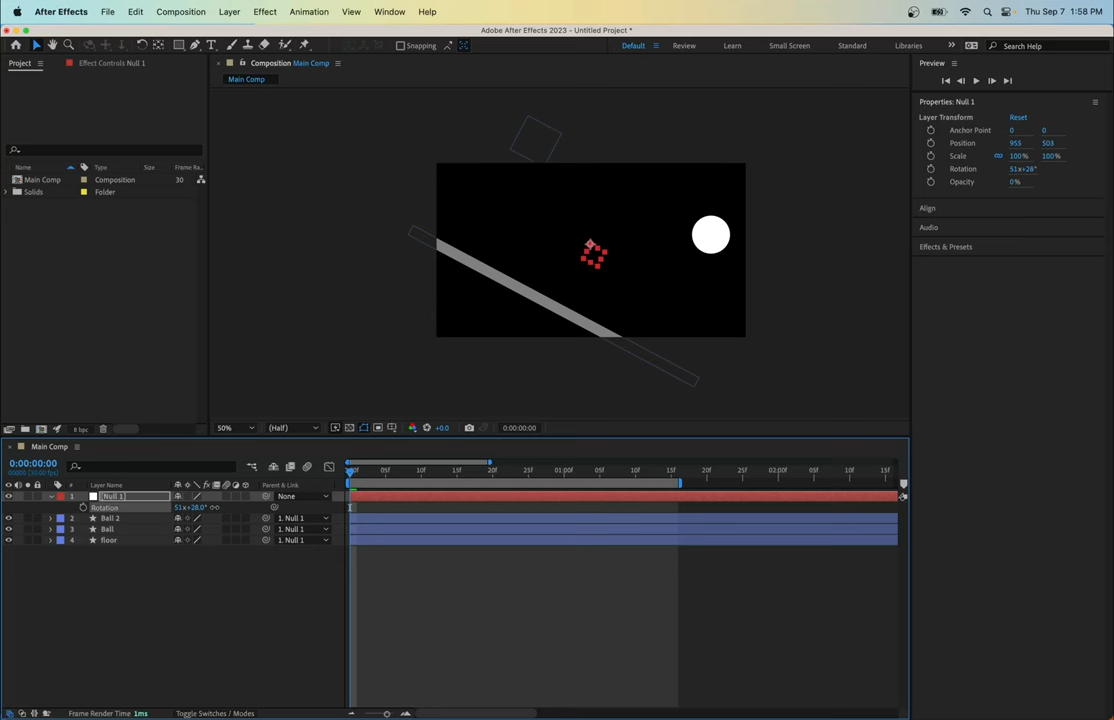 After Effects File Edit Composition Layer Effect Animation View Window Help Thu Sep 7 1:58 PM
Adobe After Effects 2023 - Untitled Project *
Snapping Default Review Learn Small Screen Standard Libraries Search Help
Project Effect Controls Null 1 Composition Main Comp Preview
Main Comp
Properties: Null 1
Layer Transform Reset
Anchor Point 0 0
Position 955 503
Scale 100% 100%
Rotation 51x+28°
Opacity 0%
Align
Audio
Effects & Presets
Name Type Size Frame Ra...
Main Comp Composition 30
Solids Folder
8 bpc 50% (Half) +0.0 0:00:00:00
Main Comp
0:00:00:00
00000 (30.00 fps)
:00f 05f 10f 15f 20f 25f 01:00f 05f 10f 15f 20f 25f 02:00f 05f 10f 15f
# Layer Name Parent & Link
1 [Null 1] None
Rotation 51x+28.0°
2 Ball 2 1. Null 1
3 Ball 1. Null 1
4 floor 1. Null 1
Frame Render Time 1ms Toggle Switches / Modes